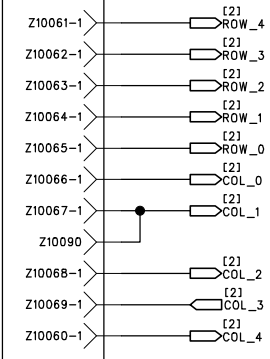 [2]
Z10061-1 ROW_4
[2]
Z10062-1 ROW_3
[2]
Z10063-1 ROW_2
[2]
Z10064-1 ROW_1
[2]
Z10065-1 ROW_0
[2]
Z10066-1 COL_0
[2]
Z10067-1 COL_1
Z10090
[2]
Z10068-1 COL_2
[2]
Z10069-1 COL_3
[2]
Z10060-1 COL_4